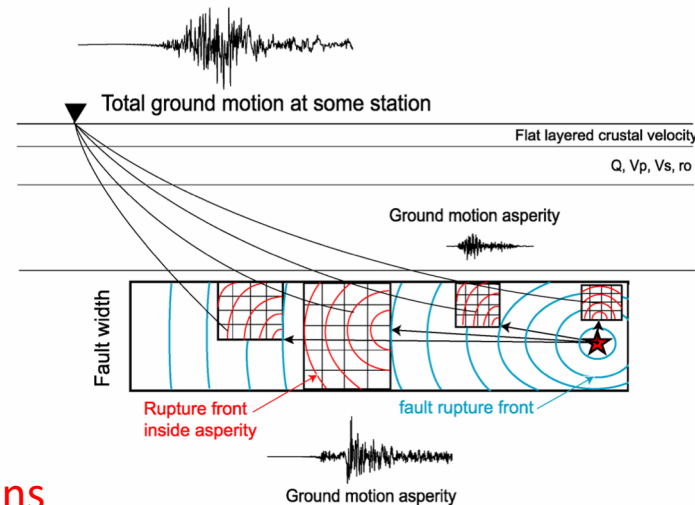 Total ground motion at some station
Flat layered crustal velocity
Q, Vp, Vs, ro
Ground motion asperity
Fault width
Rupture front
inside asperity
fault rupture front
Ground motion asperity
ns